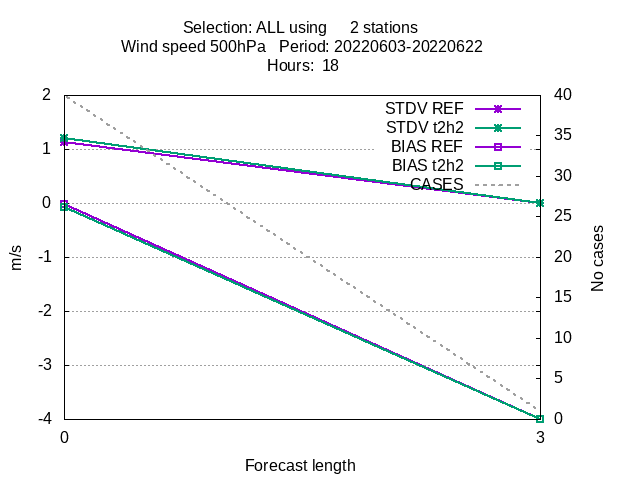 Selection: ALL using     2 stations
Wind speed 500hPa   Period: 20220603-20220622
Hours:  18
2
1
0
-1
-2
-3
-4
m/s
40
35
30
25
20
15
10
5
0
No cases
STDV REF
STDV t2h2
BIAS REF
BIAS t2h2
CASES
0
3
Forecast length